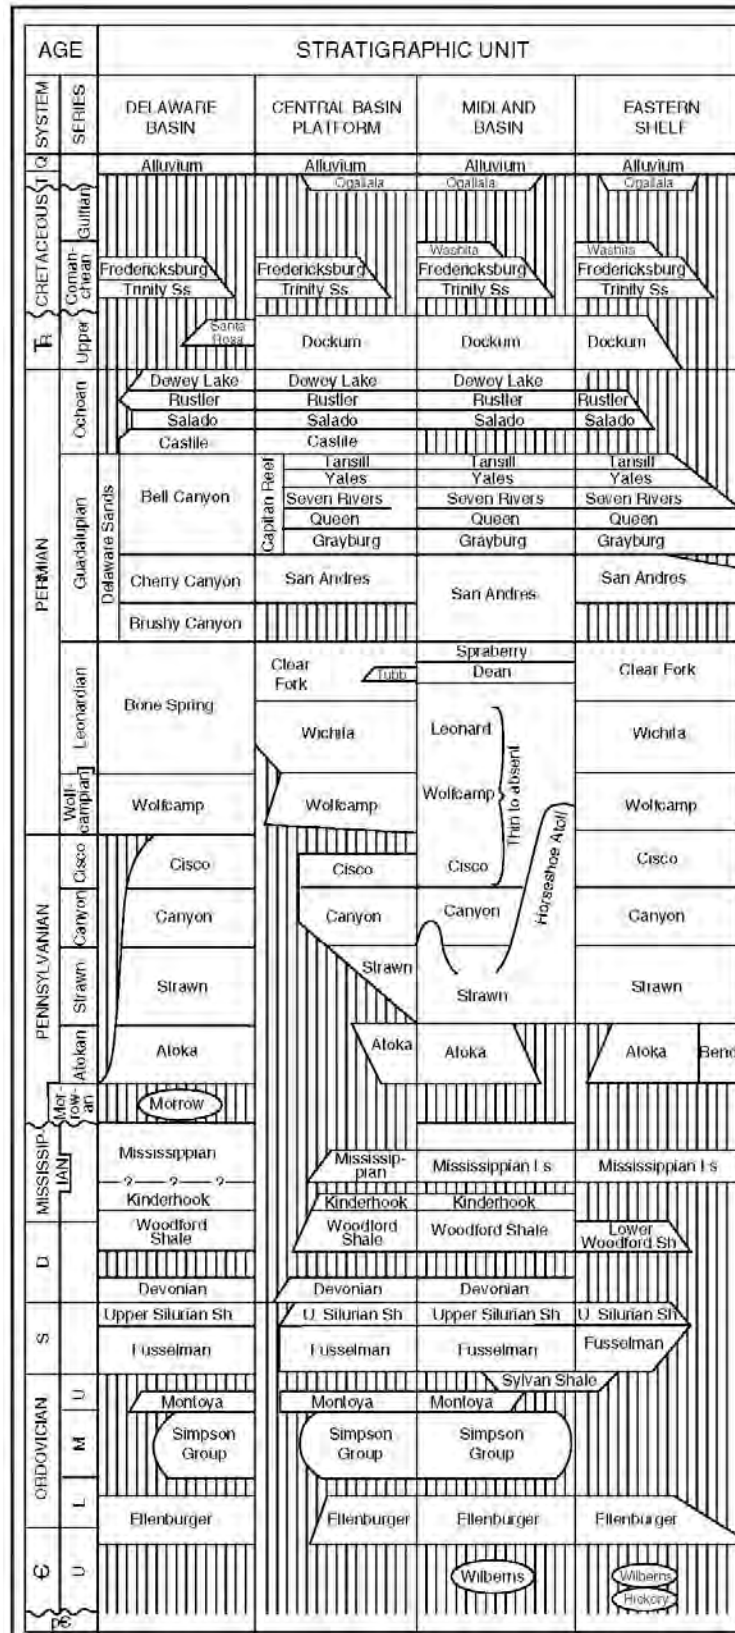 AGE
STRATIGRAPHIC UNIT
SYSTEM
SERIES
DELAWARE
BASIN
CENTRAL BASIN
PLATFORM
MIDLAND
BASIN
EASTERN
SHELF
Q
Alluvium
Alluvium
Alluvium
Alluvium
T
Ogallala
Ogallala
Ogallala
CRETACEOUS
Gulfian
Coman-
chean
Washita
Washita
Fredericksburg
Fredericksburg
Fredericksburg
Fredericksburg
Trinity Ss
Trinity Ss
Trinity Ss
Trinity Ss
TR
Upper
Santa
Rosa
Dockum
Dockum
Dockum
PERMIAN
Ochoan
Dewey Lake
Dewey Lake
Dewey Lake
Rustler
Rustler
Rustler
Rustler
Salado
Salado
Salado
Salado
Castile
Castile
Guadalupian
Delaware Sands
Bell Canyon
Capitan Reef
Tansill
Tansill
Tansill
Yates
Yates
Yates
Seven Rivers
Seven Rivers
Seven Rivers
Queen
Queen
Queen
Grayburg
Grayburg
Grayburg
Cherry Canyon
San Andres
San Andres
San Andres
Brushy Canyon
Leonardian
Bone Spring
Clear
Fork
Tubb
Spraberry
Dean
Clear Fork
Wichita
Leonard
Wichita
Wolf-
campian
Wolfcamp
Wolfcamp
Wolfcamp
Wolfcamp
Thin to absent
Horseshoe Atoll
PENNSYLVANIAN
Cisco
Cisco
Cisco
Cisco
Cisco
Canyon
Canyon
Canyon
Canyon
Canyon
Strawn
Strawn
Strawn
Strawn
Strawn
Atokan
Atoka
Atoka
Atoka
Atoka
Bend
Mor-
row-
an
Morrow
MISSISSIP-
IAN
Mississippian
Mississip-
pian
Mississippian Ls
Mississippian Ls
? ? ? ?
Kinderhook
Kinderhook
Kinderhook
D
Woodford
Shale
Woodford
Shale
Woodford Shale
Lower
Woodford Sh
Devonian
Devonian
Devonian
S
Upper Silurian Sh
U. Silurian Sh
Upper Silurian Sh
U. Silurian Sh
Fusselman
Fusselman
Fusselman
Fusselman
Sylvan Shale
ORDOVICIAN
U
Montoya
Montoya
Montoya
M
Simpson
Group
Simpson
Group
Simpson
Group
L
Ellenburger
Ellenburger
Ellenburger
Ellenburger
Є
U
Wilberns
Wilberns
Hickory
pЄ